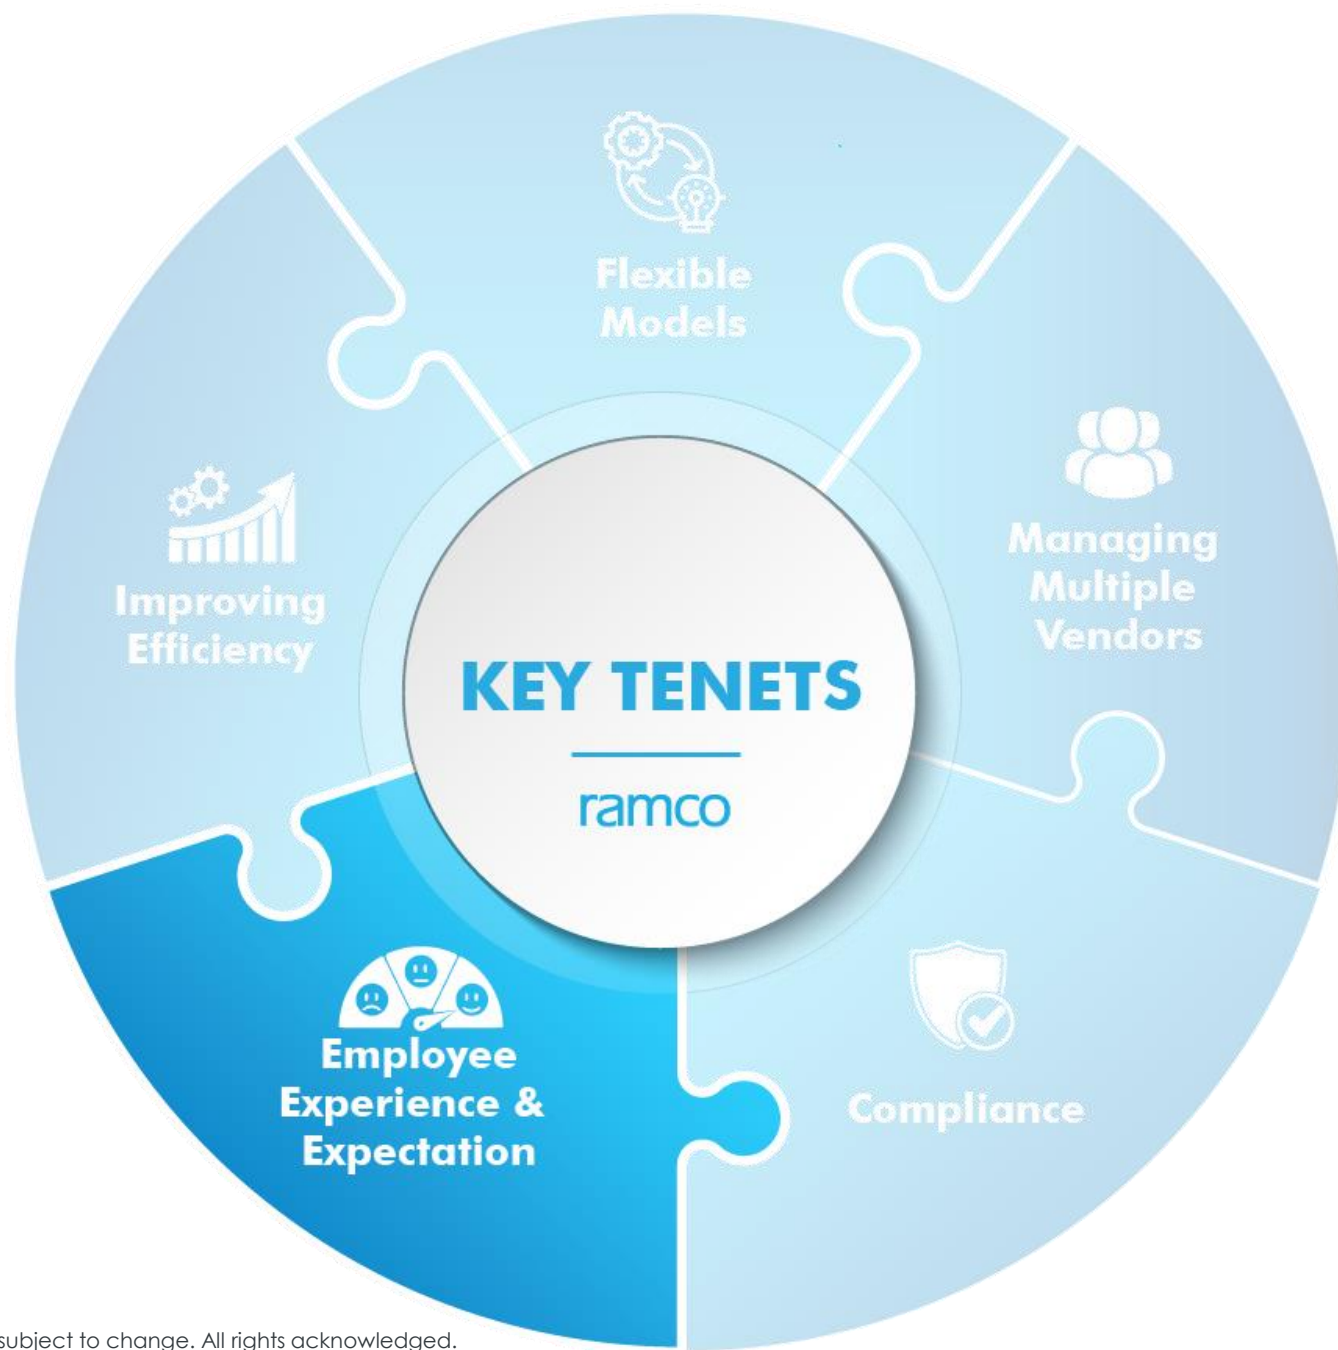 Flexible
Models
Managing
Multiple
Vendors
Improving
Efficiency
KEY TENETS
ramco
Employee
Experience &
Expectation
Compliance
subject to change. All rights acknowledged.